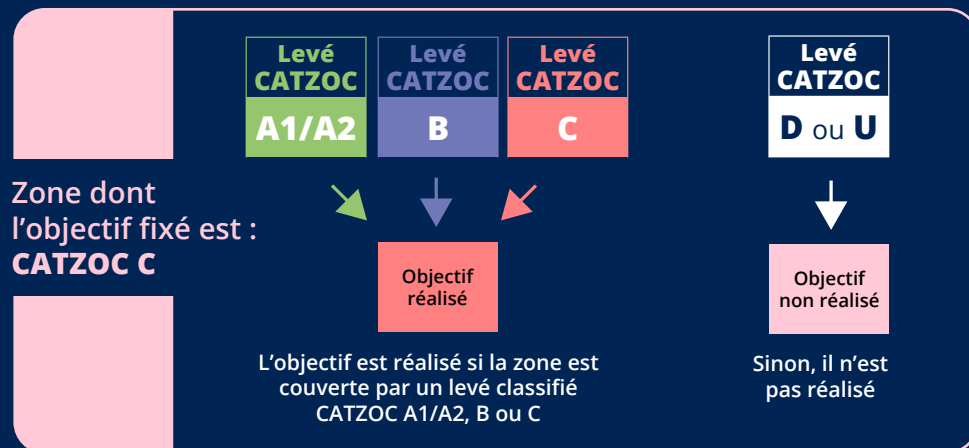 Zone dont
l'objectif fixé est :
CATZOC C
Levé
CATZOC
A1/A2
Levé
CATZOC
B
Levé
CATZOC
C
Objectif
réalisé
L'objectif est réalisé si la zone est
couverte par un levé classifié
CATZOC A1/A2, B ou C
Levé
CATZOC
D ou U
Objectif
non réalisé
Sinon, il n'est
pas réalisé